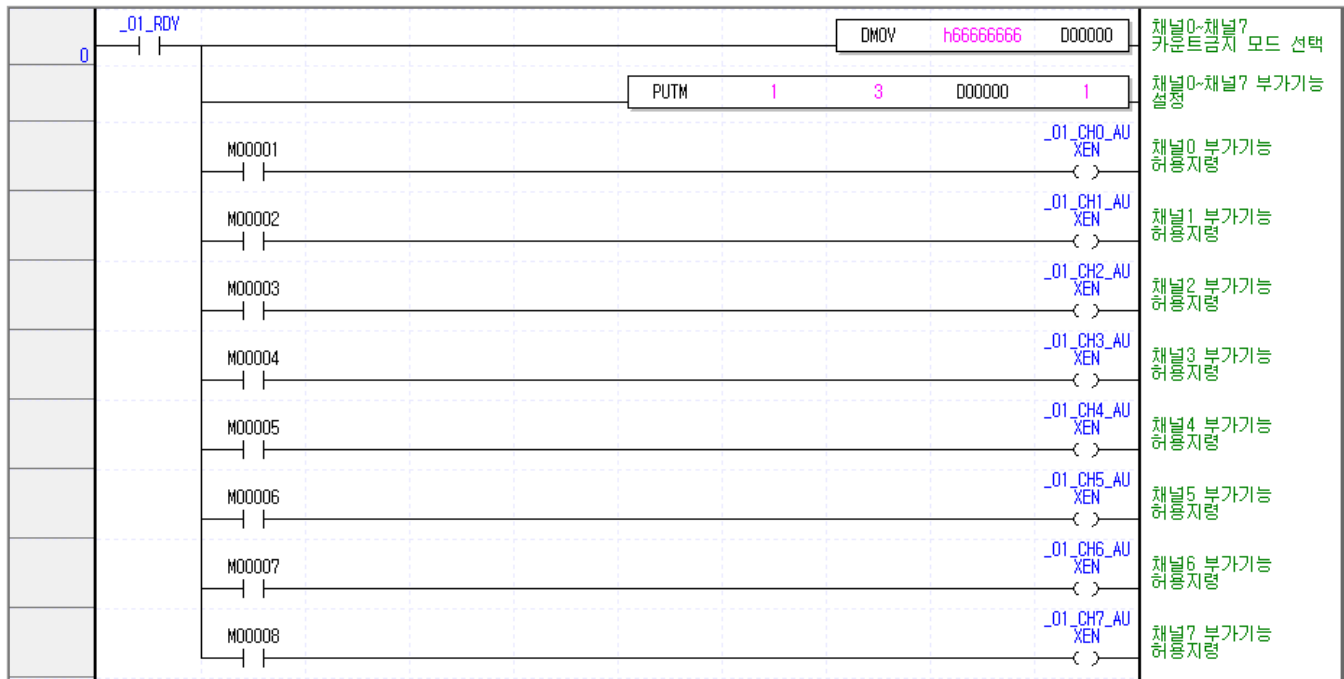 _01_RDY
0
DMOV h66666666 D00000
채널0~채널7
카운트금지 모드 선택
PUTM 1 3 D00000 1
채널0~채널7 부가기능
설정
M00001
_01_CH0_AU
XEN
채널0 부가기능
허용지령
M00002
_01_CH1_AU
XEN
채널1 부가기능
허용지령
M00003
_01_CH2_AU
XEN
채널2 부가기능
허용지령
M00004
_01_CH3_AU
XEN
채널3 부가기능
허용지령
M00005
_01_CH4_AU
XEN
채널4 부가기능
허용지령
M00006
_01_CH5_AU
XEN
채널5 부가기능
허용지령
M00007
_01_CH6_AU
XEN
채널6 부가기능
허용지령
M00008
_01_CH7_AU
XEN
채널7 부가기능
허용지령